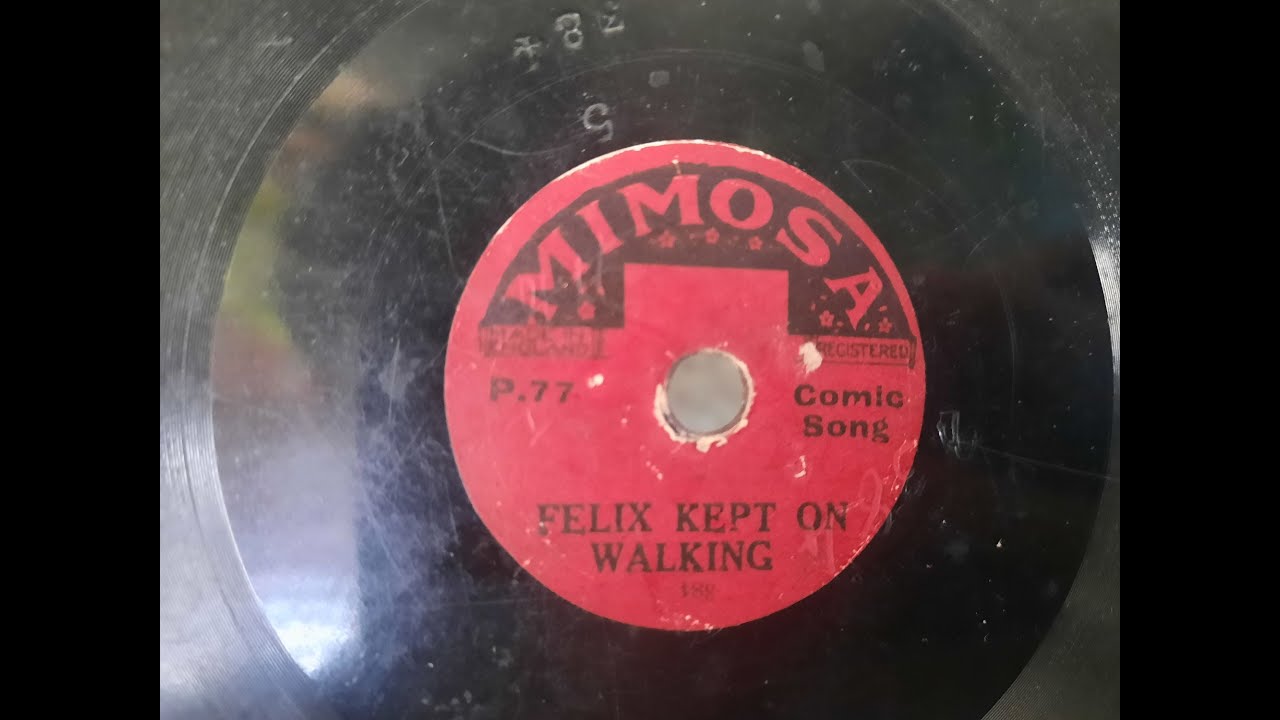 MIMOSA
REGISTERED
P.77
Comic
Song
FELIX KEPT ON
WALKING